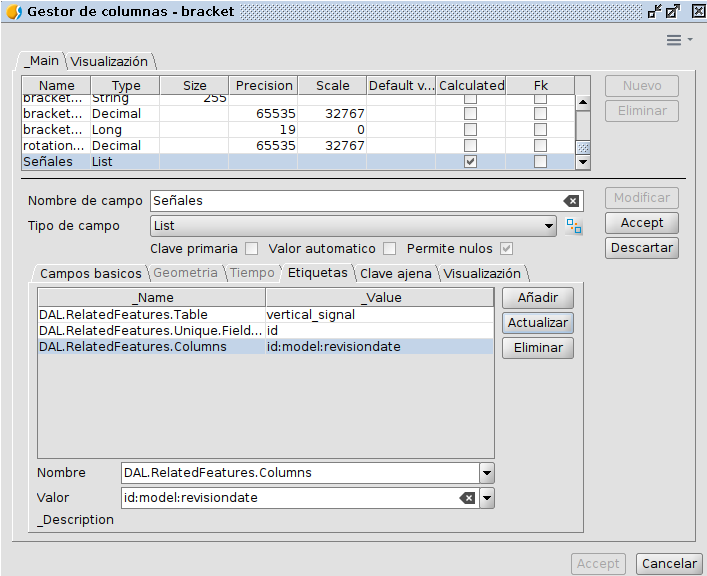 Gestor de columnas - bracket
_Main Visualización
Name Type Size Precision Scale Default v... Calculated Fk
bracket... String 255
bracket... Decimal 65535 32767
bracket... Long 19 0
rotation... Decimal 65535 32767
Señales List
Nuevo
Eliminar
Nombre de campo Señales
Modificar
Tipo de campo List
Accept
Clave primaria Valor automatico Permite nulos
Descartar
Campos basicos Geometria Tiempo Etiquetas Clave ajena Visualización
_Name _Value
DAL.RelatedFeatures.Table vertical_signal
DAL.RelatedFeatures.Unique.Field... id
DAL.RelatedFeatures.Columns id:model:revisiondate
Añadir
Actualizar
Eliminar
Nombre DAL.RelatedFeatures.Columns
Valor id:model:revisiondate
_Description
Accept Cancelar